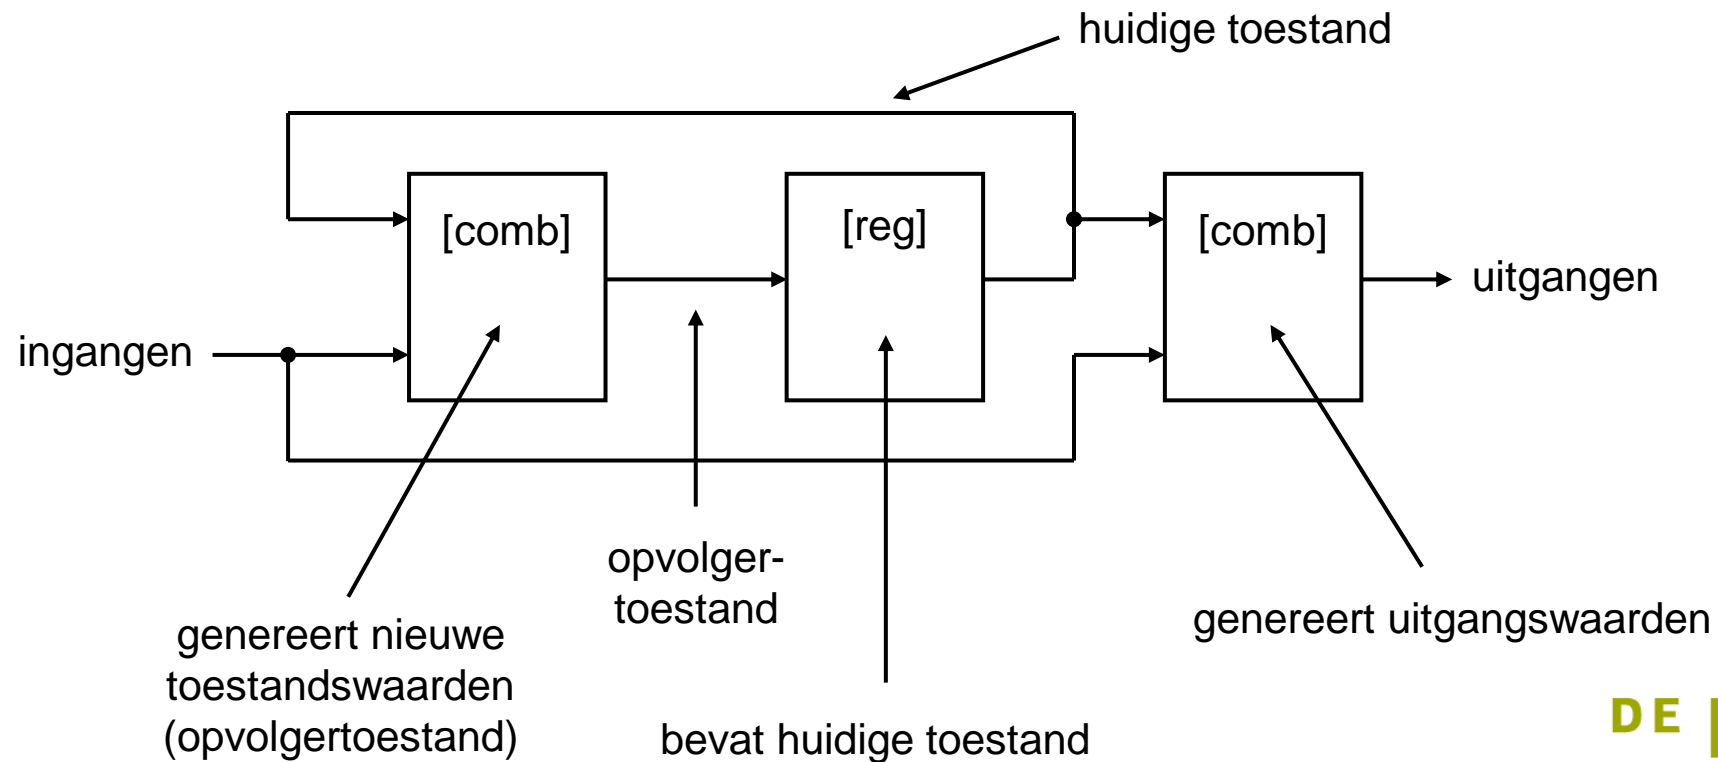 huidige toestand
[comb]
[reg]
[comb]
uitgangen
ingangen
opvolger-
toestand
genereert nieuwe
toestandswaarden
(opvolgertoestand)
genereert uitgangswaarden
bevat huidige toestand
DE